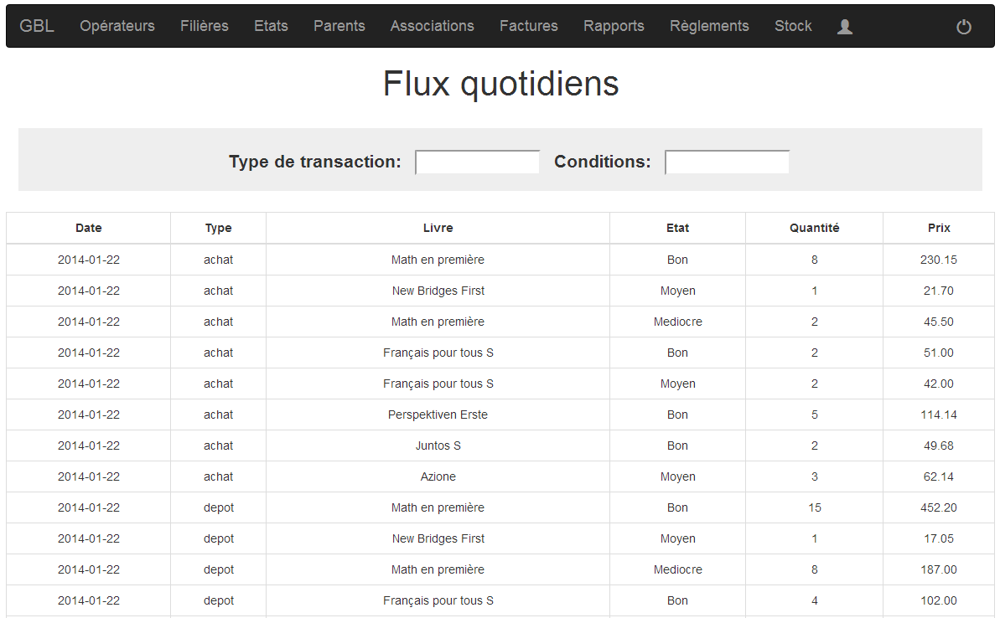 GBL Opérateurs Filières Etats Parents Associations Factures Rapports Règlements Stock
Flux quotidiens
Type de transaction: Conditions:
Date Type Livre Etat Quantité Prix
2014-01-22 achat Math en première Bon 8 230.15
2014-01-22 achat New Bridges First Moyen 1 21.70
2014-01-22 achat Math en première Mediocre 2 45.50
2014-01-22 achat Français pour tous S Bon 2 51.00
2014-01-22 achat Français pour tous S Moyen 2 42.00
2014-01-22 achat Perspektiven Erste Bon 5 114.14
2014-01-22 achat Juntos S Bon 2 49.68
2014-01-22 achat Azione Moyen 3 62.14
2014-01-22 depot Math en première Bon 15 452.20
2014-01-22 depot New Bridges First Moyen 1 17.05
2014-01-22 depot Math en première Mediocre 8 187.00
2014-01-22 depot Français pour tous S Bon 4 102.00